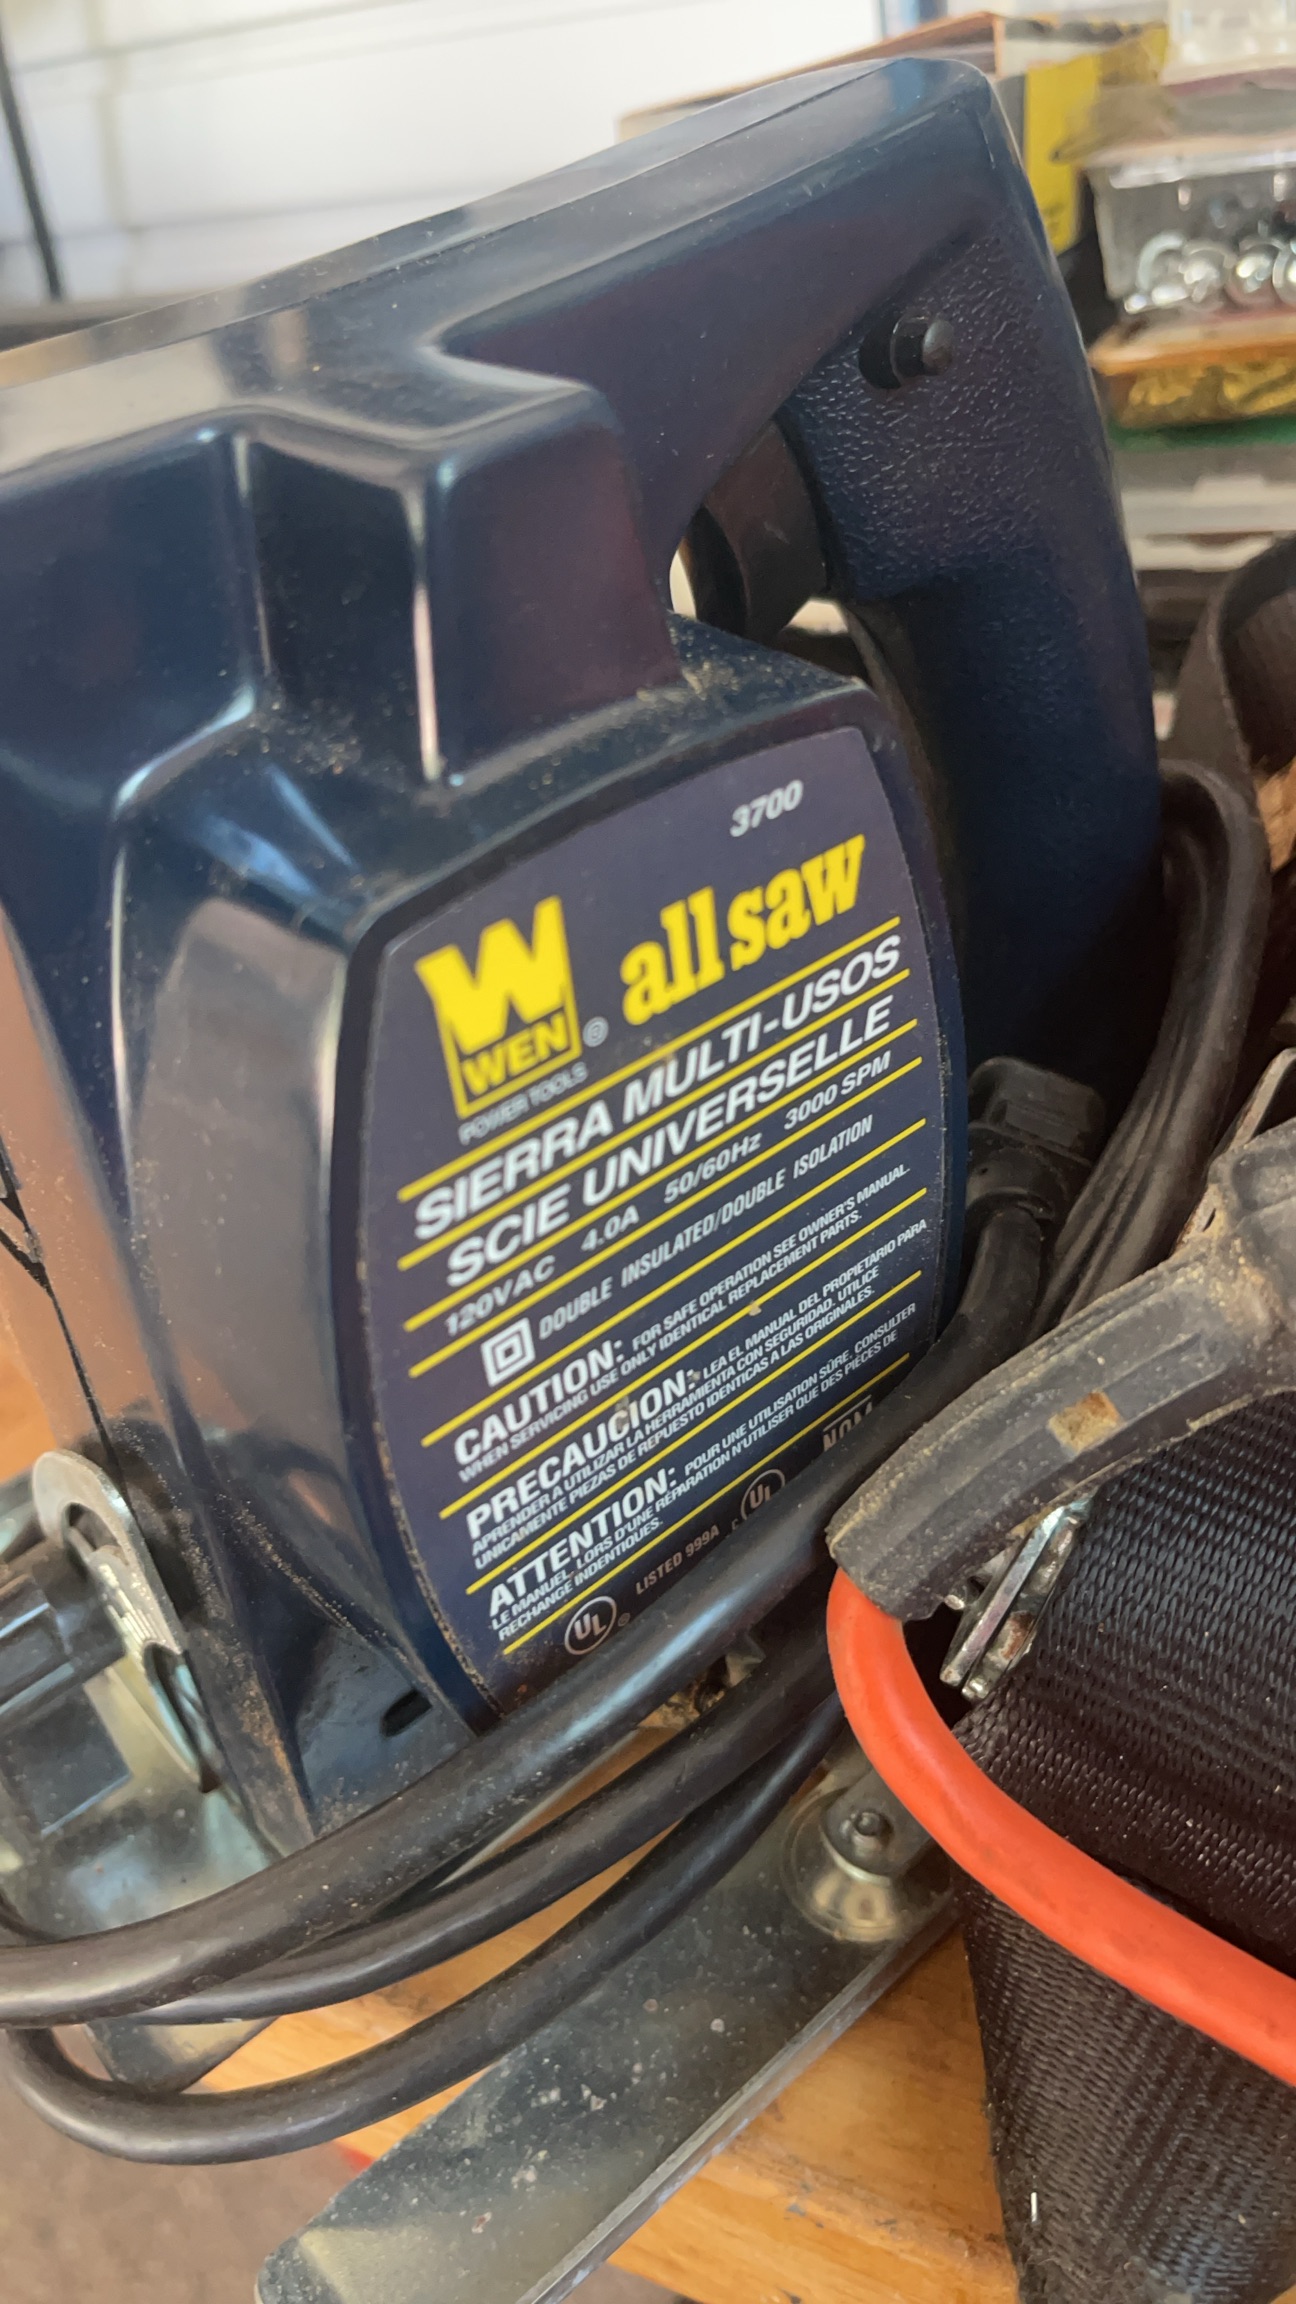 3700
W
WEN ® all saw
POWER TOOLS
SIERRA MULTI-USOS
SCIE UNIVERSELLE
120VAC 4.0A 50/60Hz 3000 SPM
DOUBLE INSULATED/DOUBLE ISOLATION
CAUTION: FOR SAFE OPERATION SEE OWNER'S MANUAL.
WHEN SERVICING USE ONLY IDENTICAL REPLACEMENT PARTS.
PRECAUCION: LEA EL MANUAL DEL PROPIETARIO PARA
APRENDER A UTILIZAR LA HERRAMIENTA CON SEGURIDAD. UTILICE
UNICAMENTE PIEZAS DE REPUESTO IDENTICAS A LAS ORIGINALES.
ATTENTION: POUR UNE UTILISATION SÛRE, CONSULTER
LE MANUEL. LORS D'UNE RÉPARATION N'UTILISER QUE DES PIÈCES DE
RECHANGE INDENTIQUES.
UL ® LISTED 999A C UL NOM